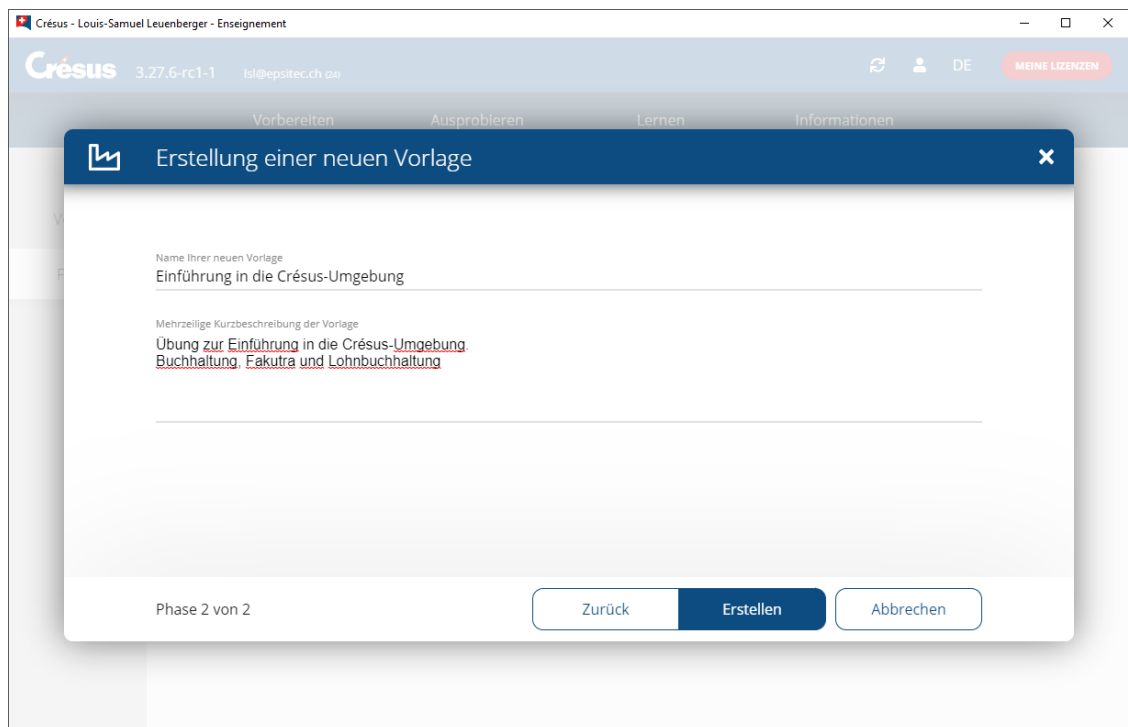 Crésus - Louis-Samuel Leuenberger - Enseignement
Crésus 3.27.6-rc1-1 lsl@epsitec.ch (24) DE MEINE LIZENZEN
Vorbereiten Ausprobieren Lernen Informationen
Erstellung einer neuen Vorlage
Name Ihrer neuen Vorlage
Einführung in die Crésus-Umgebung
Mehrzeilige Kurzbeschreibung der Vorlage
Übung zur Einführung in die Crésus-Umgebung.
Buchhaltung, Fakutra und Lohnbuchhaltung
Phase 2 von 2 Zurück Erstellen Abbrechen